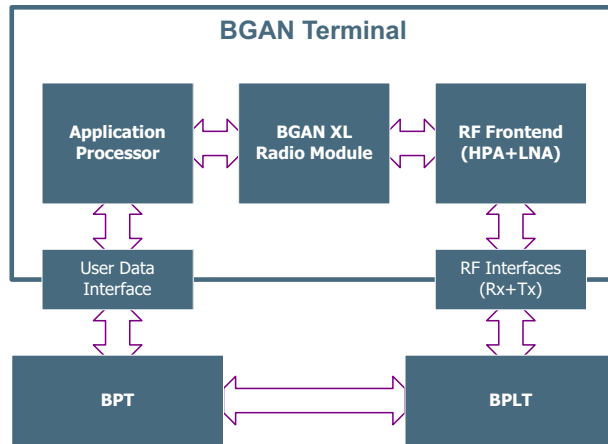 BGAN Terminal
Application
Processor
BGAN XL
Radio Module
RF Frontend
(HPA+LNA)
User Data
Interface
RF Interfaces
(Rx+Tx)
BPT
BPLT